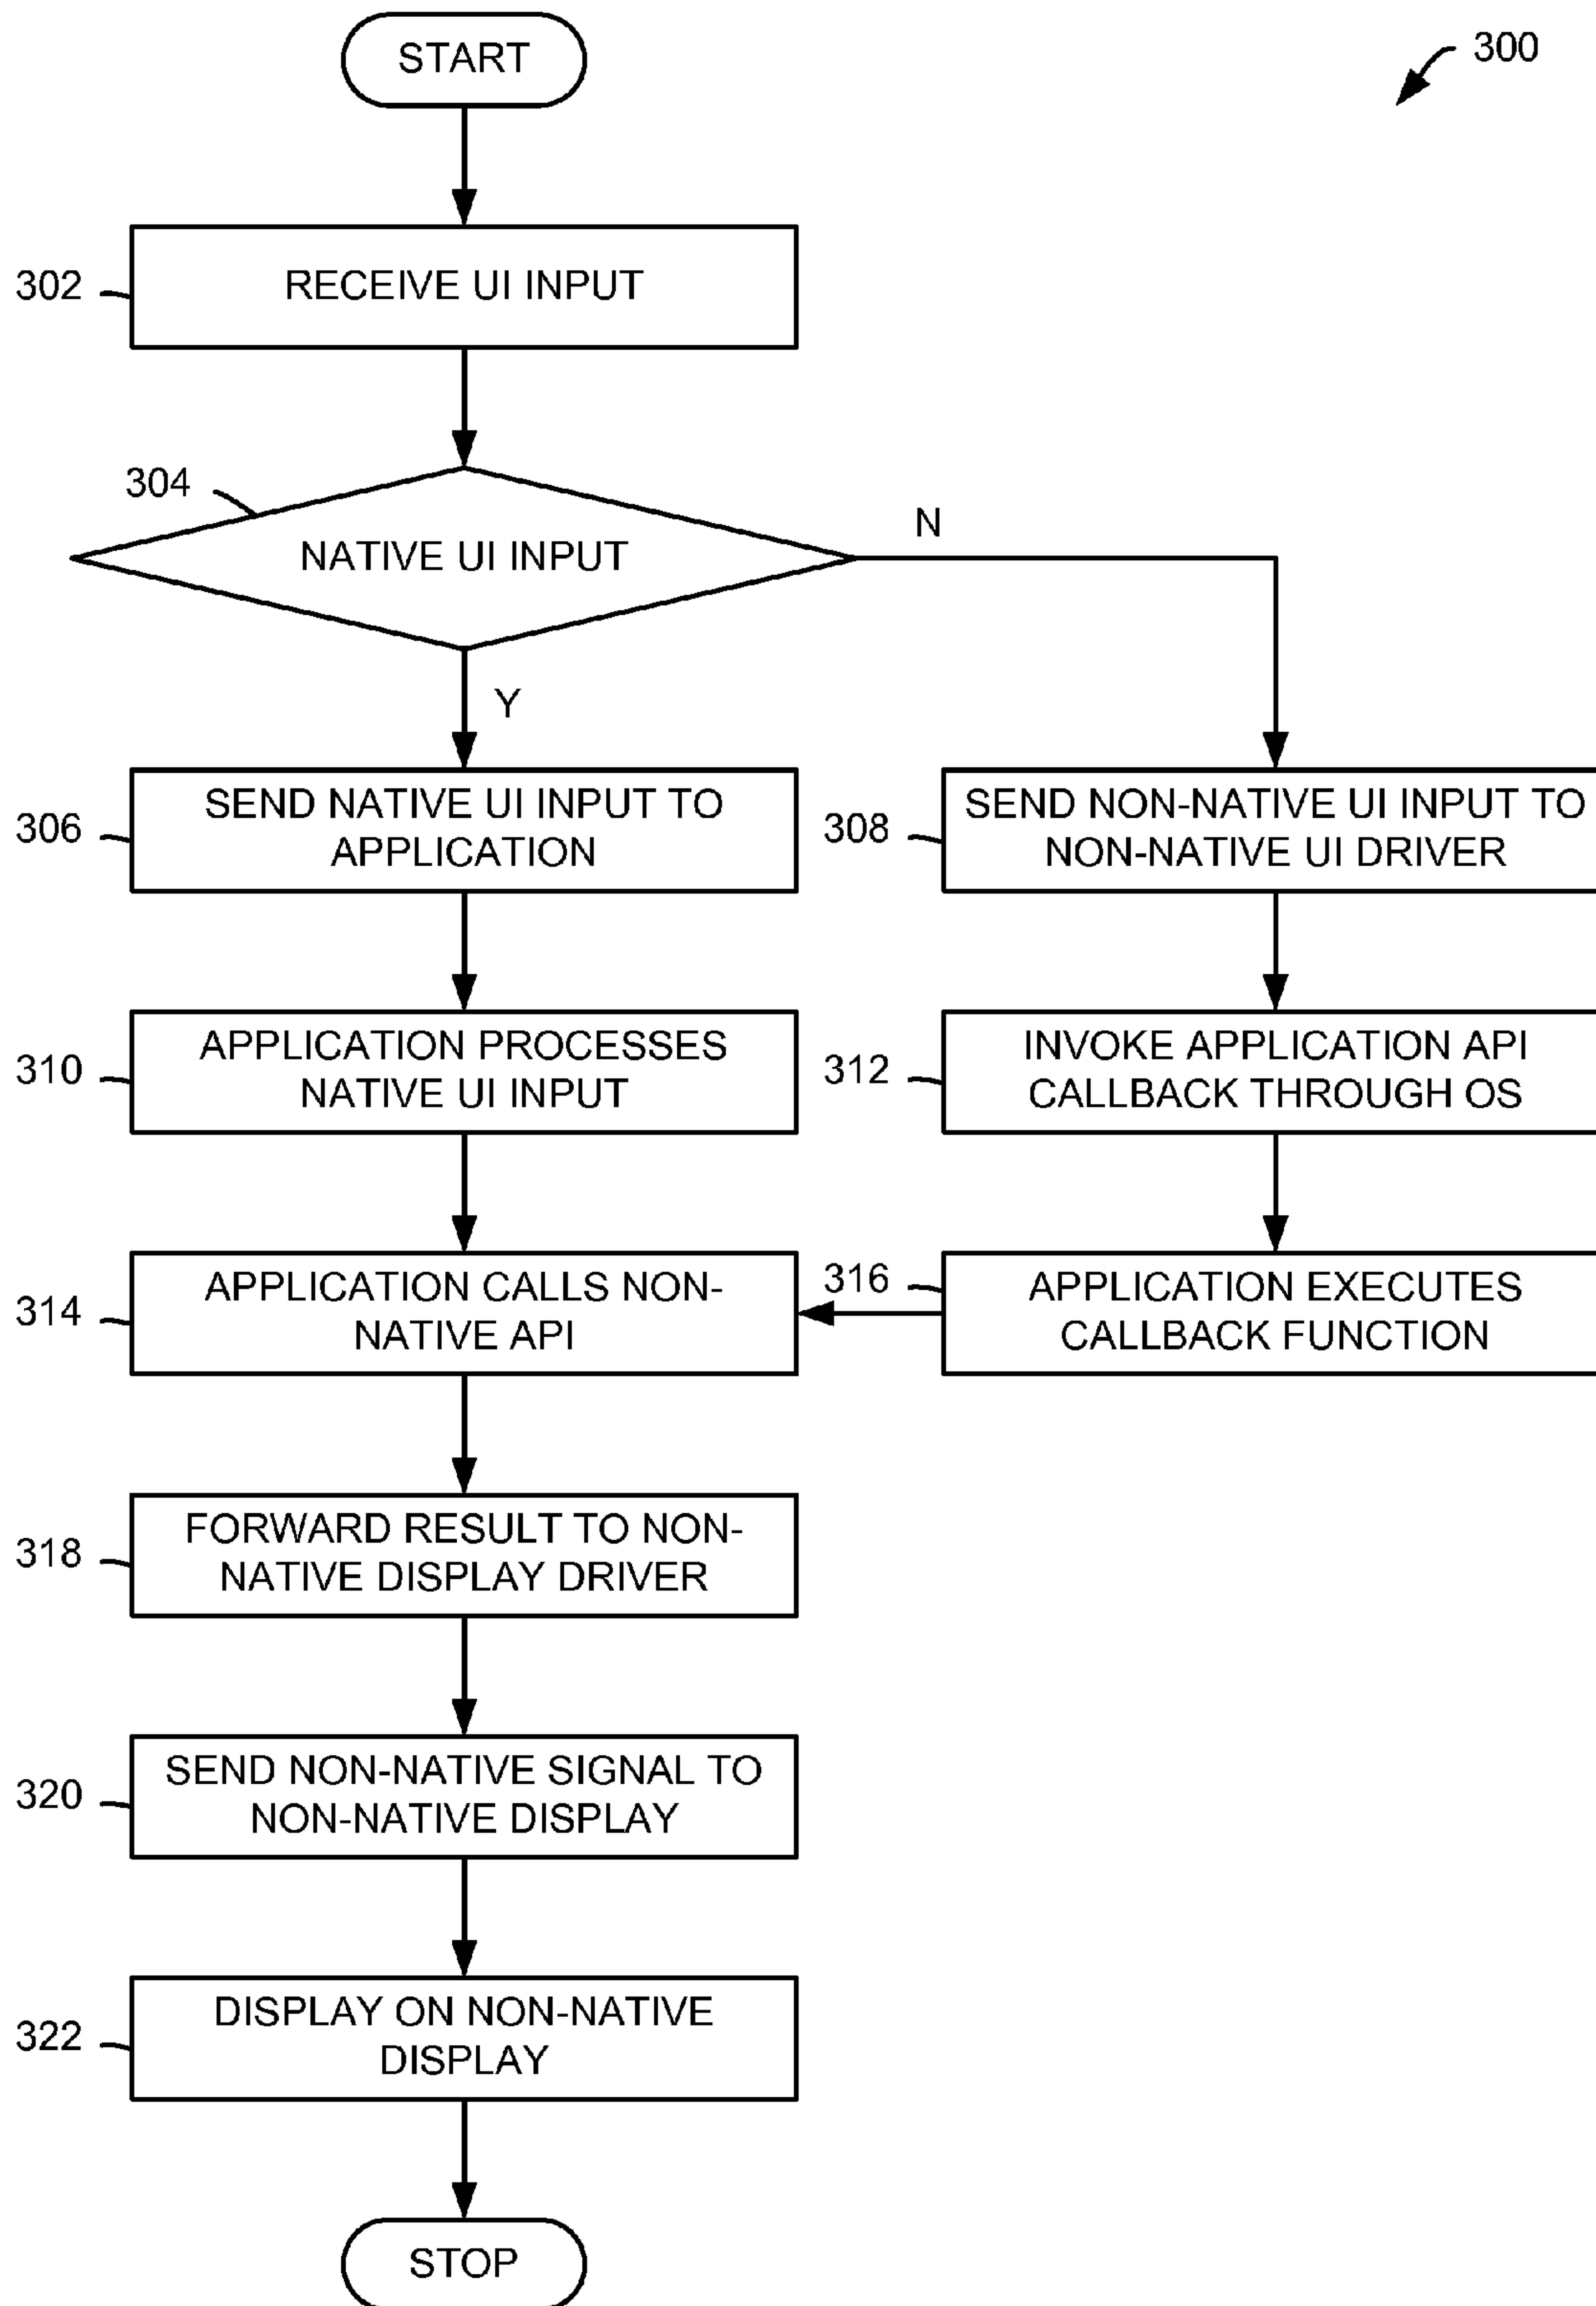 START
300
302
RECEIVE UI INPUT
304
NATIVE UI INPUT
N
Y
306
SEND NATIVE UI INPUT TO
APPLICATION
308
SEND NON-NATIVE UI INPUT TO
NON-NATIVE UI DRIVER
310
APPLICATION PROCESSES
NATIVE UI INPUT
312
INVOKE APPLICATION API
CALLBACK THROUGH OS
314
APPLICATION CALLS NON-
NATIVE API
316
APPLICATION EXECUTES
CALLBACK FUNCTION
318
FORWARD RESULT TO NON-
NATIVE DISPLAY DRIVER
320
SEND NON-NATIVE SIGNAL TO
NON-NATIVE DISPLAY
322
DISPLAY ON NON-NATIVE
DISPLAY
STOP